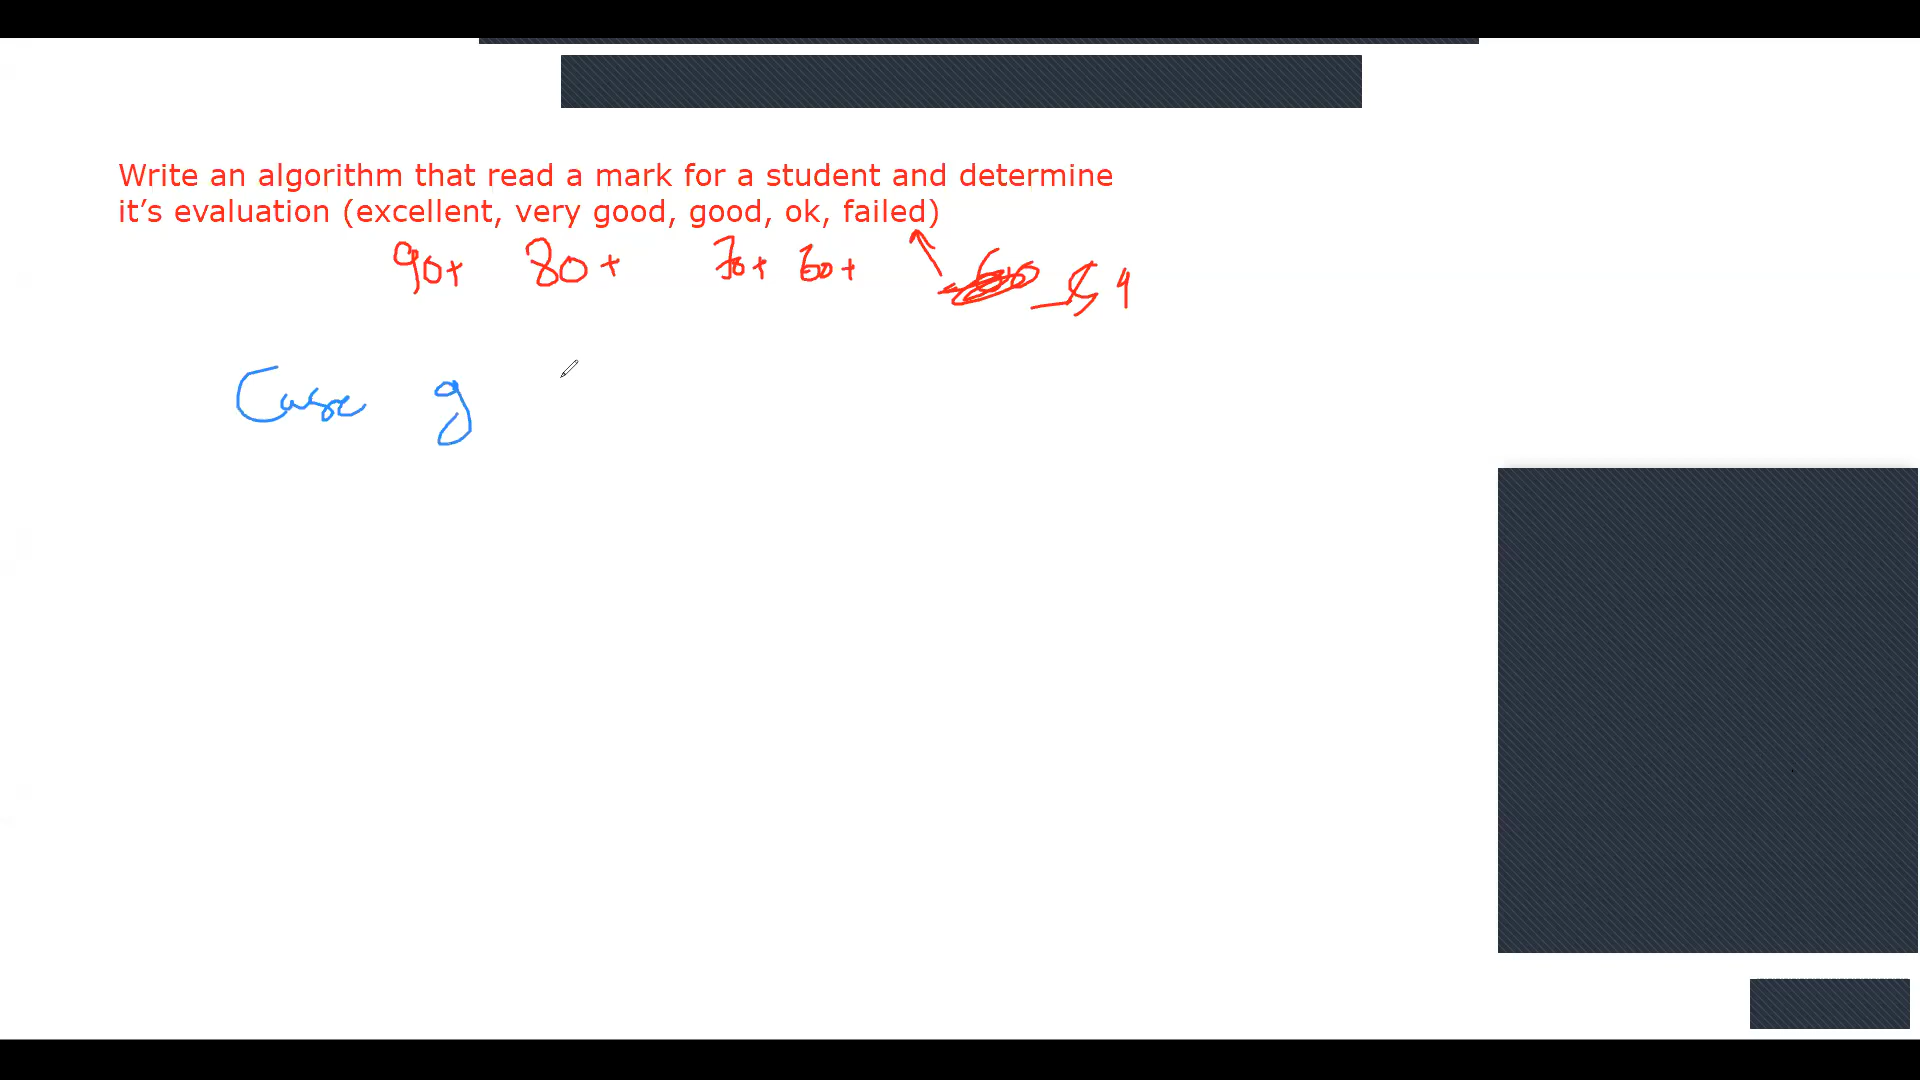 Write an algorithm that read a mark for a student and determine
it’s evaluation (excellent, very good, good, ok, failed)
90+ 80+ 70+ 60+
Case g